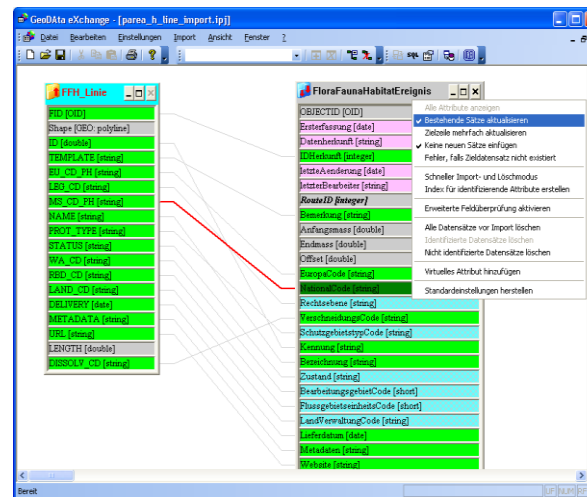 GeoDAta eXchange - [parea_h_line_import.ipj]
Datei Bearbeiten Einstellungen Import Ansicht Fenster ?
SQL
FFH_Linie
FID [OID]
Shape [GEO: polyline]
ID [double]
TEMPLATE [string]
EU_CD_PH [string]
LEG_CD [string]
MS_CD_PH [string]
NAME [string]
PROT_TYPE [string]
STATUS [string]
WA_CD [string]
RBD_CD [string]
LAND_CD [string]
DELIVERY [date]
METADATA [string]
URL [string]
LENGTH [double]
DISSOLV_CD [string]
FloraFaunaHabitatEreignis
OBJECTID [OID]
Ersterfassung [date]
Datenherkunft [string]
IDHerkunft [integer]
letzteAenderung [date]
letzterBearbeiter [string]
RouteID [integer]
Bemerkung [string]
Anfangsmass [double]
Endmass [double]
Offset [double]
EuropaCode [string]
NationalCode [string]
Rechtsebene [string]
VerschneidungsCode [string]
SchutzgebietstypCode [string]
Kennung [string]
Bezeichnung [string]
Zustand [string]
BearbeitungsgebietCode [short]
FlussgebietseinheitsCode [short]
LandVerwaltungCode [string]
Lieferdatum [date]
Metadaten [string]
Website [string]
Alle Attribute anzeigen
Bestehende Sätze aktualisieren
Zielzeile mehrfach aktualisieren
Keine neuen Sätze einfügen
Fehler, falls Zieldatensatz nicht existiert
Schneller Import- und Löschmodus
Index für identifizierende Attribute erstellen
Erweiterte Feldüberprüfung aktivieren
Alle Datensätze vor Import löschen
Identifizierte Datensätze löschen
Nicht identifizierte Datensätze löschen
Virtuelles Attribut hinzufügen
Standardeinstellungen herstellen
Bereit
UF NUM RF